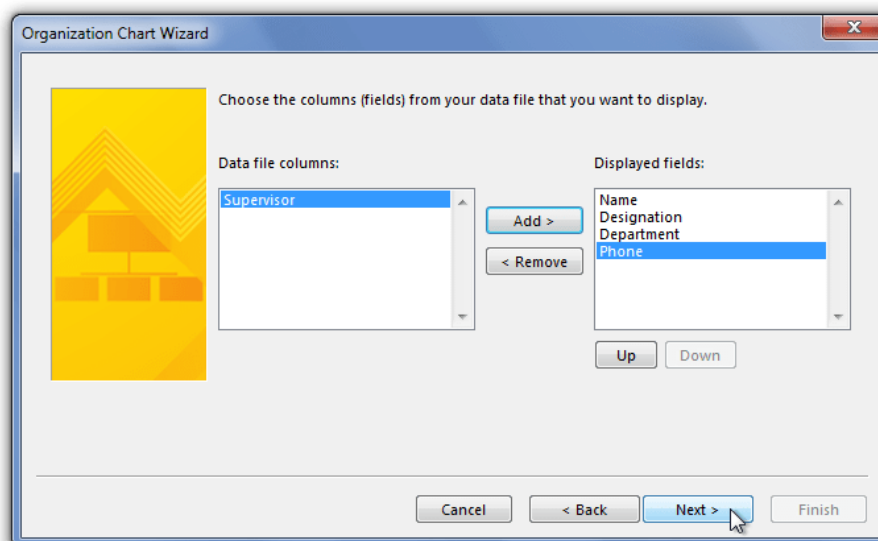 Organization Chart Wizard
Choose the columns (fields) from your data file that you want to display.
Data file columns:
Displayed fields:
Supervisor
Add >
< Remove
Name
Designation
Department
Phone
Up
Down
Cancel
< Back
Next >
Finish